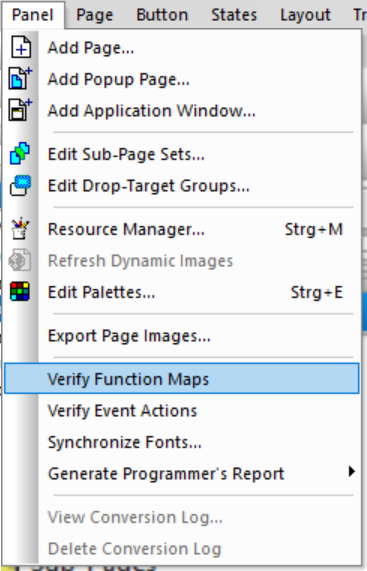 Panel Page Button States Layout Tr
Add Page...
Add Popup Page...
Add Application Window...
Edit Sub-Page Sets...
Edit Drop-Target Groups...
Resource Manager... Strg+M
Refresh Dynamic Images
Edit Palettes... Strg+E
Export Page Images...
Verify Function Maps
Verify Event Actions
Synchronize Fonts...
Generate Programmer's Report
View Conversion Log...
Delete Conversion Log